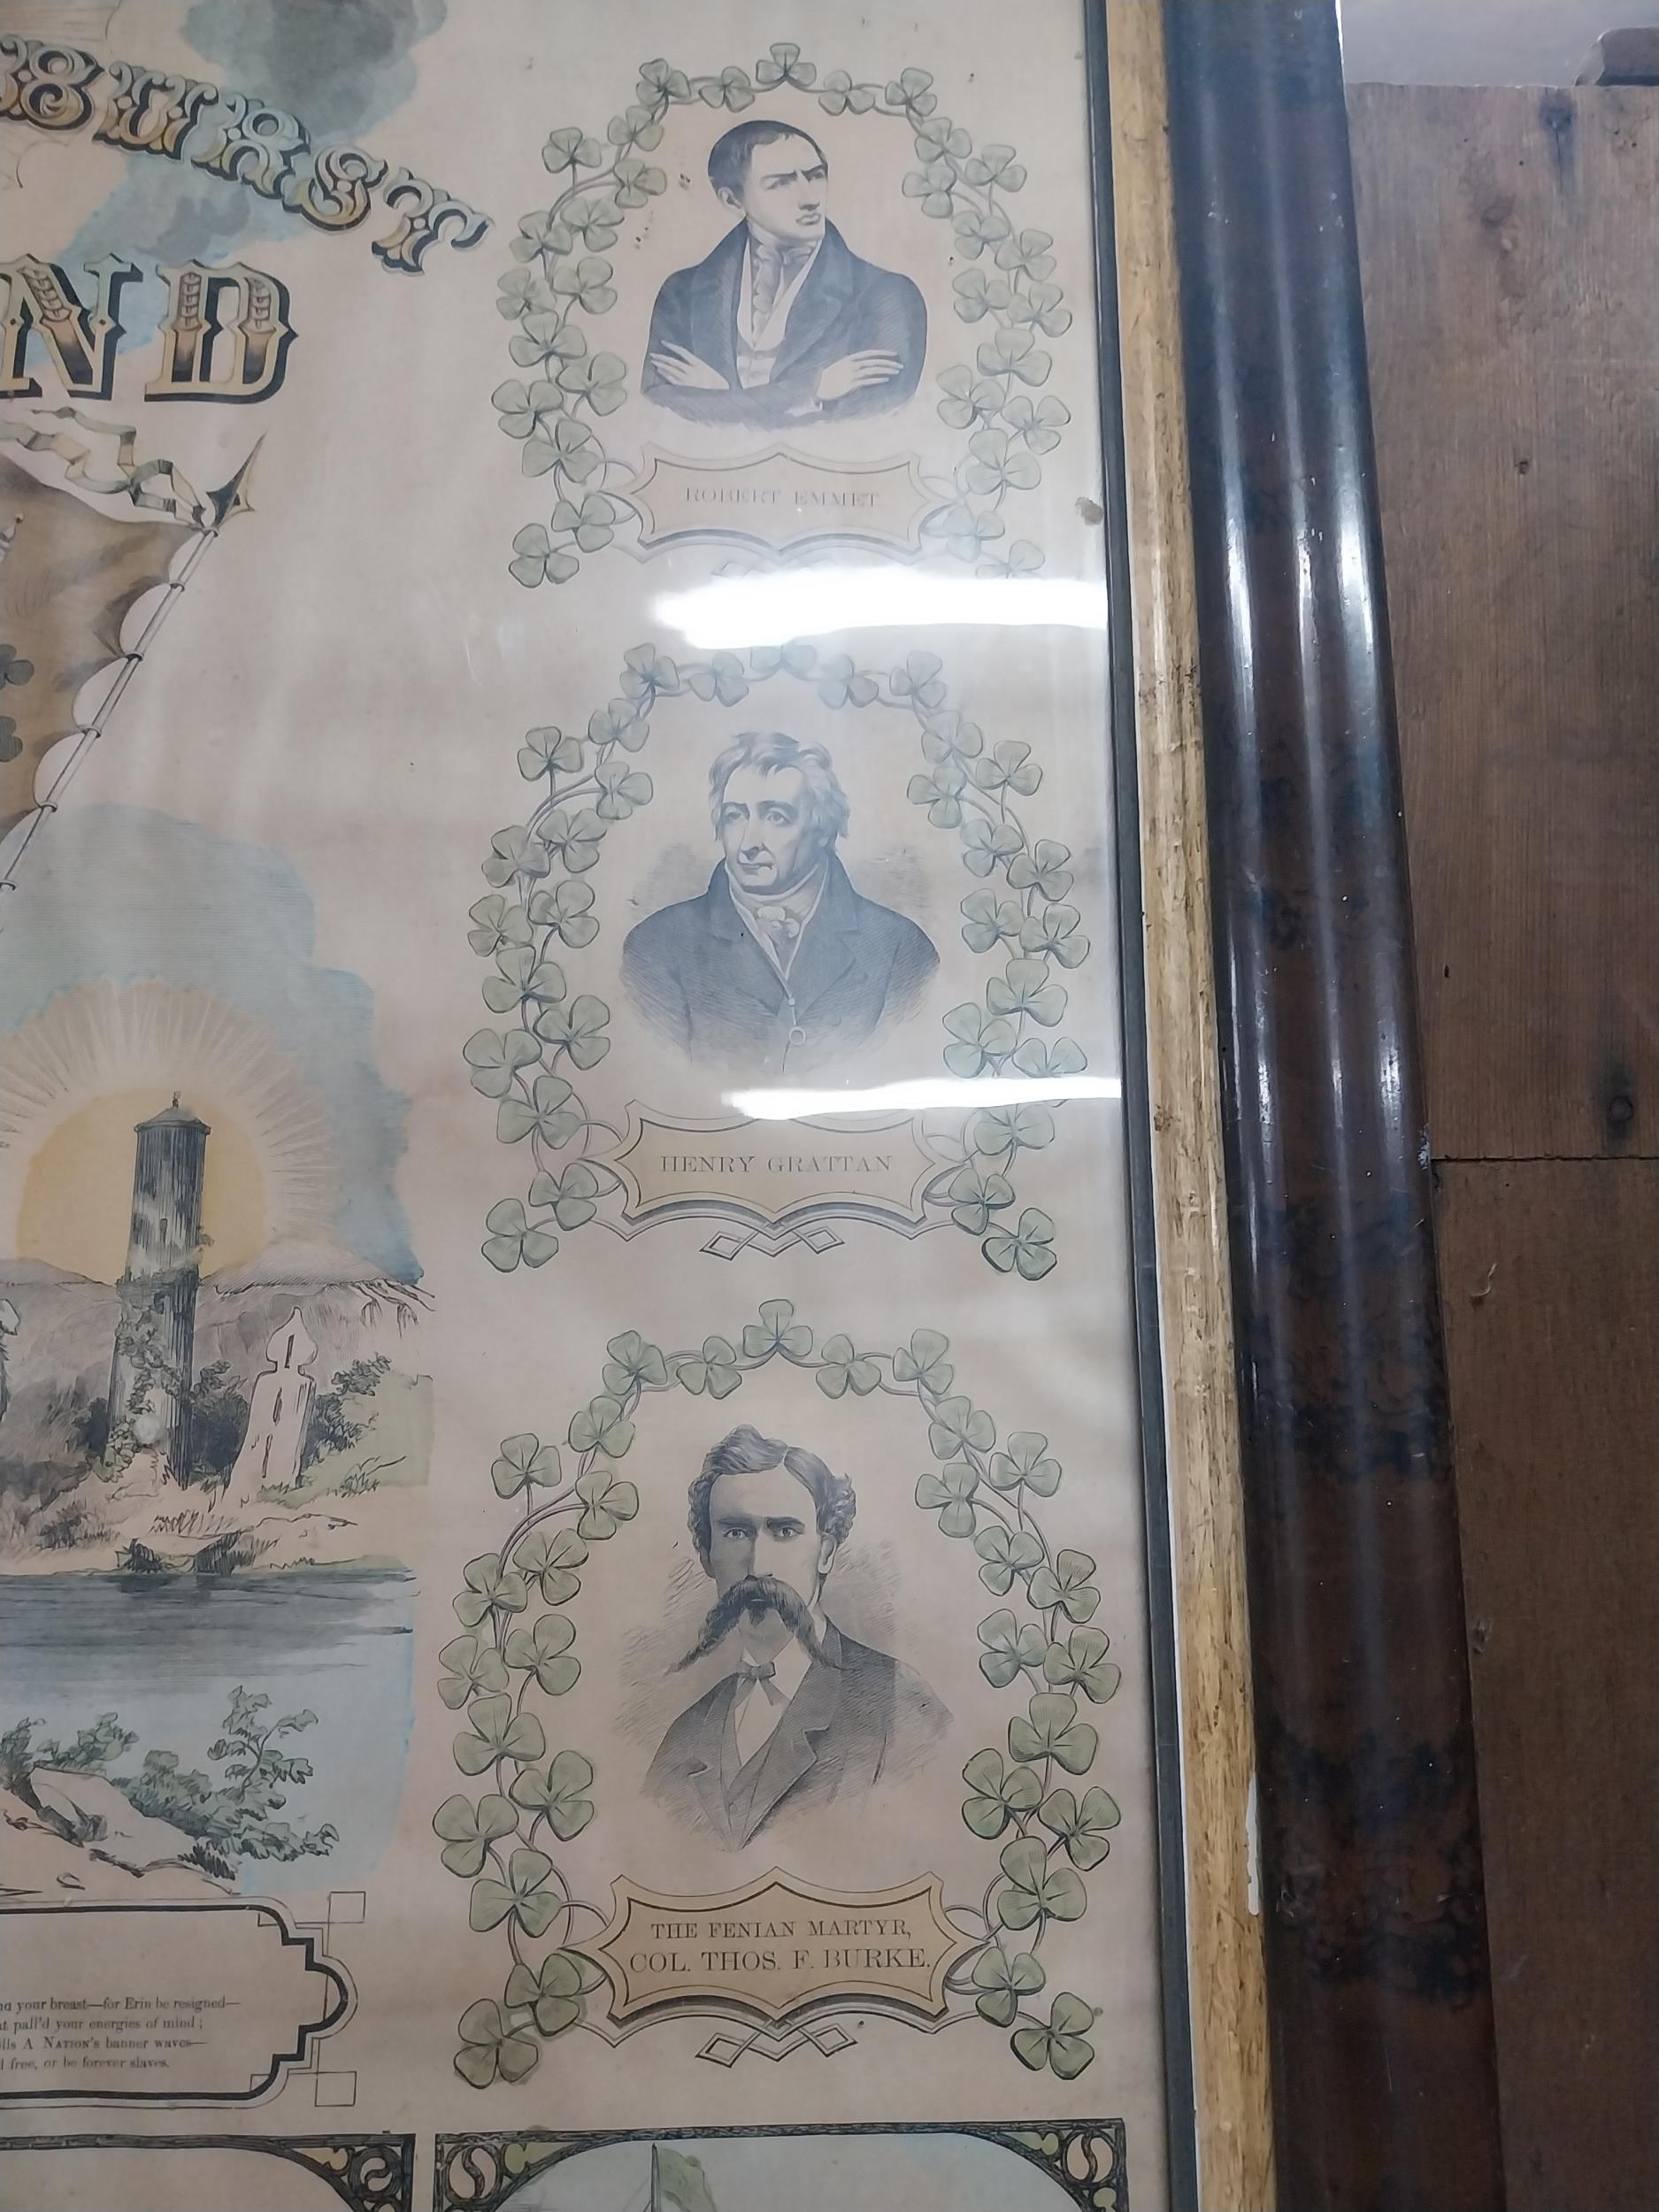 BURST
ND
ROBERT EMMET
HENRY GRATTAN
THE FENIAN MARTYR,
COL. THOS. F. BURKE.
your breast—for Erin be resigned—
pall'd your energies of mind;
A NATION'S banner waves—
free, or be forever slaves.